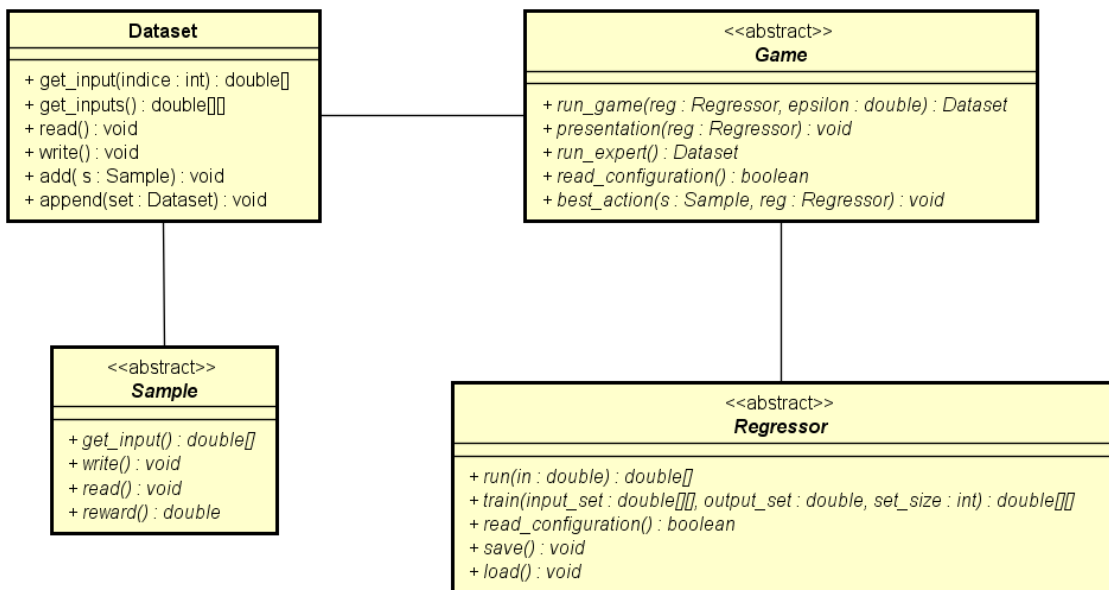 Dataset
+ get_input(indice : int) : double[]
+ get_inputs() : double[][]
+ read() : void
+ write() : void
+ add( s : Sample) : void
+ append(set : Dataset) : void
<<abstract>>
Game
+ run_game(reg : Regressor, epsilon : double) : Dataset
+ presentation(reg : Regressor) : void
+ run_expert() : Dataset
+ read_configuration() : boolean
+ best_action(s : Sample, reg : Regressor) : void
<<abstract>>
Sample
+ get_input() : double[]
+ write() : void
+ read() : void
+ reward() : double
<<abstract>>
Regressor
+ run(in : double) : double[]
+ train(input_set : double[][], output_set : double, set_size : int) : double[][]
+ read_configuration() : boolean
+ save() : void
+ load() : void